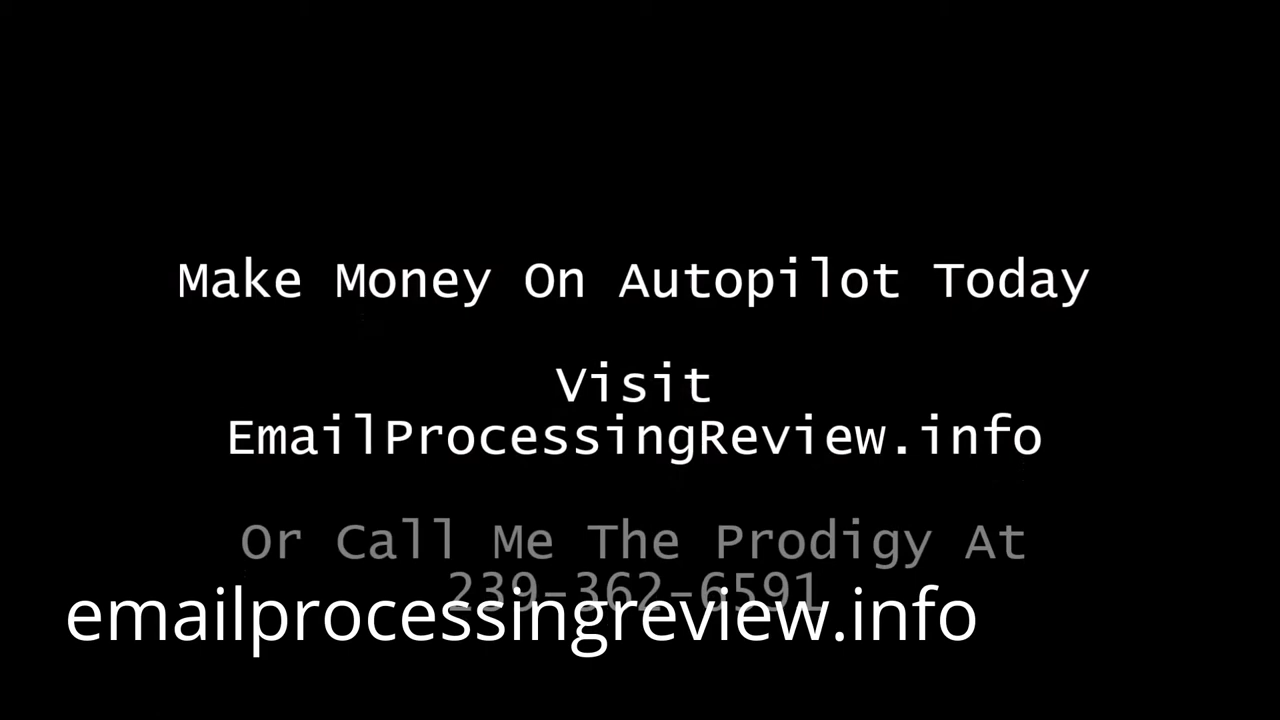 Make Money On Autopilot Today
Visit
EmailProcessingReview.info
Or Call Me The Prodigy At
239-362-6591
emailprocessingreview.info